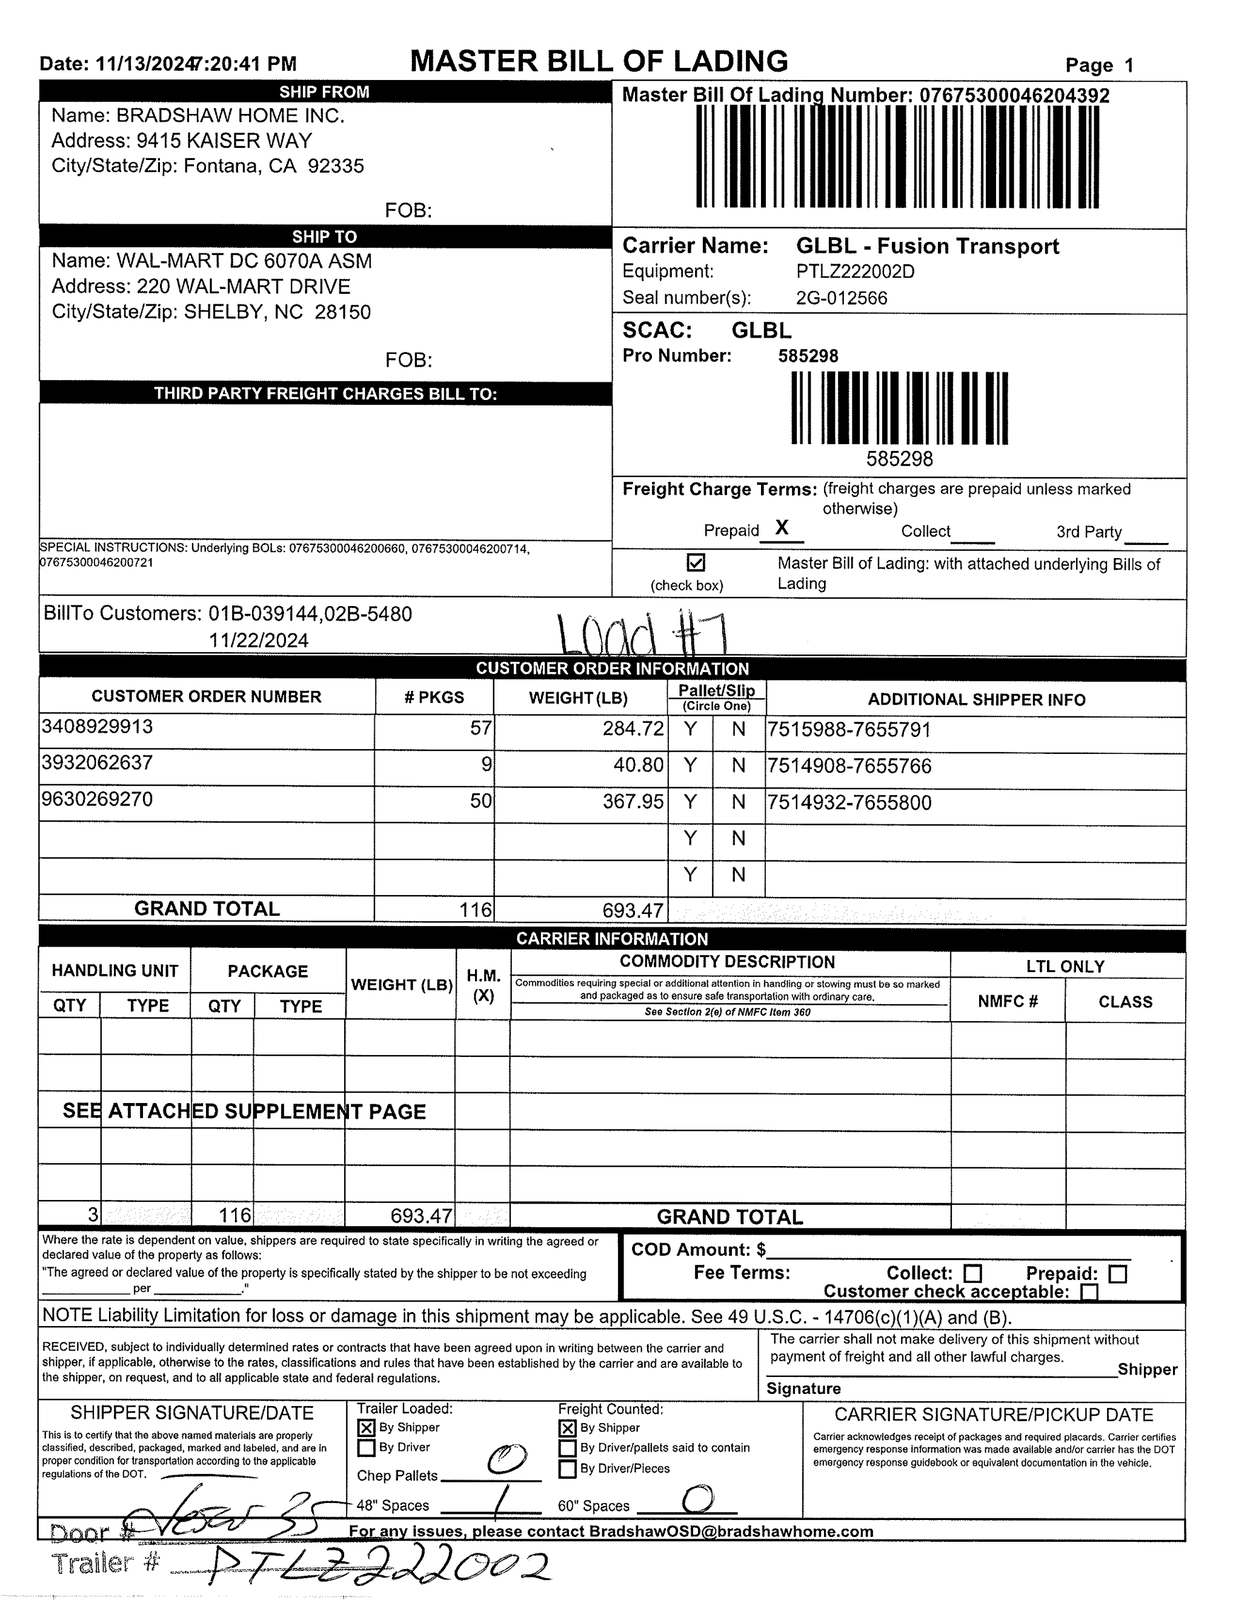 Date: 11/13/2024 7:20:41 PM MASTER BILL OF LADING Page 1
SHIP FROM
Name: BRADSHAW HOME INC.
Address: 9415 KAISER WAY
City/State/Zip: Fontana, CA 92335
FOB:
Master Bill Of Lading Number: 07675300046204392
SHIP TO
Name: WAL-MART DC 6070A ASM
Address: 220 WAL-MART DRIVE
City/State/Zip: SHELBY, NC 28150
FOB:
Carrier Name: GLBL - Fusion Transport
Equipment: PTLZ222002D
Seal number(s): 2G-012566
SCAC: GLBL
Pro Number: 585298
585298
THIRD PARTY FREIGHT CHARGES BILL TO:
Freight Charge Terms: (freight charges are prepaid unless marked
otherwise)
Prepaid X Collect 3rd Party
SPECIAL INSTRUCTIONS: Underlying BOLs: 07675300046200660, 07675300046200714,
07675300046200721
(check box) Master Bill of Lading: with attached underlying Bills of
Lading
BillTo Customers: 01B-039144,02B-5480
11/22/2024
Load #7
CUSTOMER ORDER INFORMATION
CUSTOMER ORDER NUMBER # PKGS WEIGHT (LB) Pallet/Slip (Circle One) ADDITIONAL SHIPPER INFO
3408929913 57 284.72 Y N 7515988-7655791
3932062637 9 40.80 Y N 7514908-7655766
9630269270 50 367.95 Y N 7514932-7655800
Y N
Y N
GRAND TOTAL 116 693.47
CARRIER INFORMATION
HANDLING UNIT PACKAGE WEIGHT (LB) H.M. (X) COMMODITY DESCRIPTION LTL ONLY
Commodities requiring special or additional attention in handling or stowing must be so marked
and packaged as to ensure safe transportation with ordinary care.
See Section 2(e) of NMFC Item 360
QTY TYPE QTY TYPE NMFC # CLASS
SEE ATTACHED SUPPLEMENT PAGE
3 116 693.47 GRAND TOTAL
Where the rate is dependent on value, shippers are required to state specifically in writing the agreed or
declared value of the property as follows:
"The agreed or declared value of the property is specifically stated by the shipper to be not exceeding
per ."
COD Amount: $
Fee Terms: Collect: Prepaid:
Customer check acceptable:
NOTE Liability Limitation for loss or damage in this shipment may be applicable. See 49 U.S.C. - 14706(c)(1)(A) and (B).
RECEIVED, subject to individually determined rates or contracts that have been agreed upon in writing between the carrier and
shipper, if applicable, otherwise to the rates, classifications and rules that have been established by the carrier and are available to
the shipper, on request, and to all applicable state and federal regulations.
The carrier shall not make delivery of this shipment without
payment of freight and all other lawful charges.
Shipper
Signature
SHIPPER SIGNATURE/DATE
This is to certify that the above named materials are properly
classified, described, packaged, marked and labeled, and are in
proper condition for transportation according to the applicable
regulations of the DOT.
Trailer Loaded:
X By Shipper
By Driver
Chep Pallets 0
48" Spaces 1
Freight Counted:
X By Shipper
By Driver/pallets said to contain
By Driver/Pieces
60" Spaces 0
CARRIER SIGNATURE/PICKUP DATE
Carrier acknowledges receipt of packages and required placards. Carrier certifies
emergency response information was made available and/or carrier has the DOT
emergency response guidebook or equivalent documentation in the vehicle.
Door # 35
For any issues, please contact BradshawOSD@bradshawhome.com
Trailer # PTLZ222002